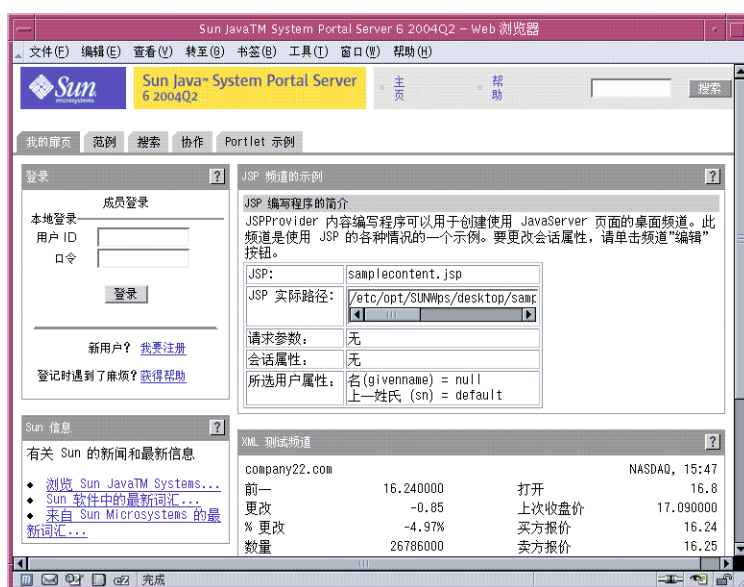 Sun JavaTM System Portal Server 6 2004Q2 - Web 浏览器
文件(F) 编辑(E) 查看(V) 转至(G) 书签(B) 工具(T) 窗口(W) 帮助(H)
Sun
microsystems
Sun Java™ System Portal Server
6 2004Q2
主页
帮助
搜索
我的扉页 范例 搜索 协作 Portlet 示例
登录 ?
成员登录
本地登录
用户 ID
口令
登录
新用户? 我要注册
登记时遇到了麻烦? 获得帮助
Sun 信息 ?
有关 Sun 的新闻和最新信息
浏览 Sun JavaTM Systems...
Sun 软件中的最新词汇...
来自 Sun Microsystems 的最
新词汇...
JSP 频道的示例 ?
JSP 编写程序的简介
JSPProvider 内容编写程序可以用于创建使用 JavaServer 页面的桌面频道。此
频道是使用 JSP 的各种情况的一个示例。要更改会话属性，请单击频道"编辑"
按钮。
JSP: samplecontent.jsp
JSP 实际路径: /etc/opt/SUNWps/desktop/samp
请求参数: 无
会话属性: 无
所选用户属性: 名(givenname) = null
上一姓氏 (sn) = default
XML 测试频道 ?
company22.com NASDAQ, 15:47
前一 16.240000 打开 16.8
更改 -0.85 上次收盘价 17.090000
% 更改 -4.97% 买方报价 16.24
数量 26786000 卖方报价 16.25
完成